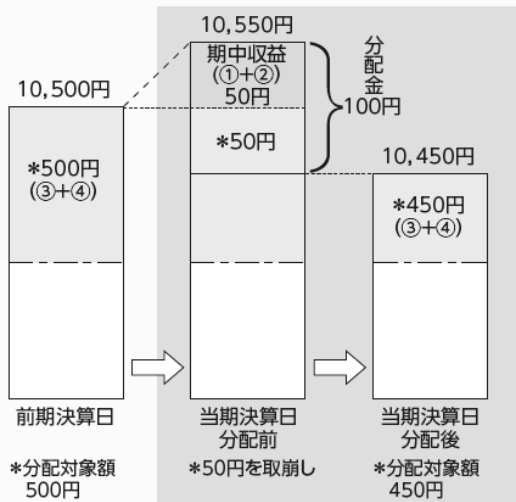 10,500円
*500円
(③+④)
前期決算日
*分配対象額
500円
10,550円
期中収益
(①+②)
50円
*50円
分配金
100円
当期決算日
分配前
*50円を取崩し
10,450円
*450円
(③+④)
当期決算日
分配後
*分配対象額
450円